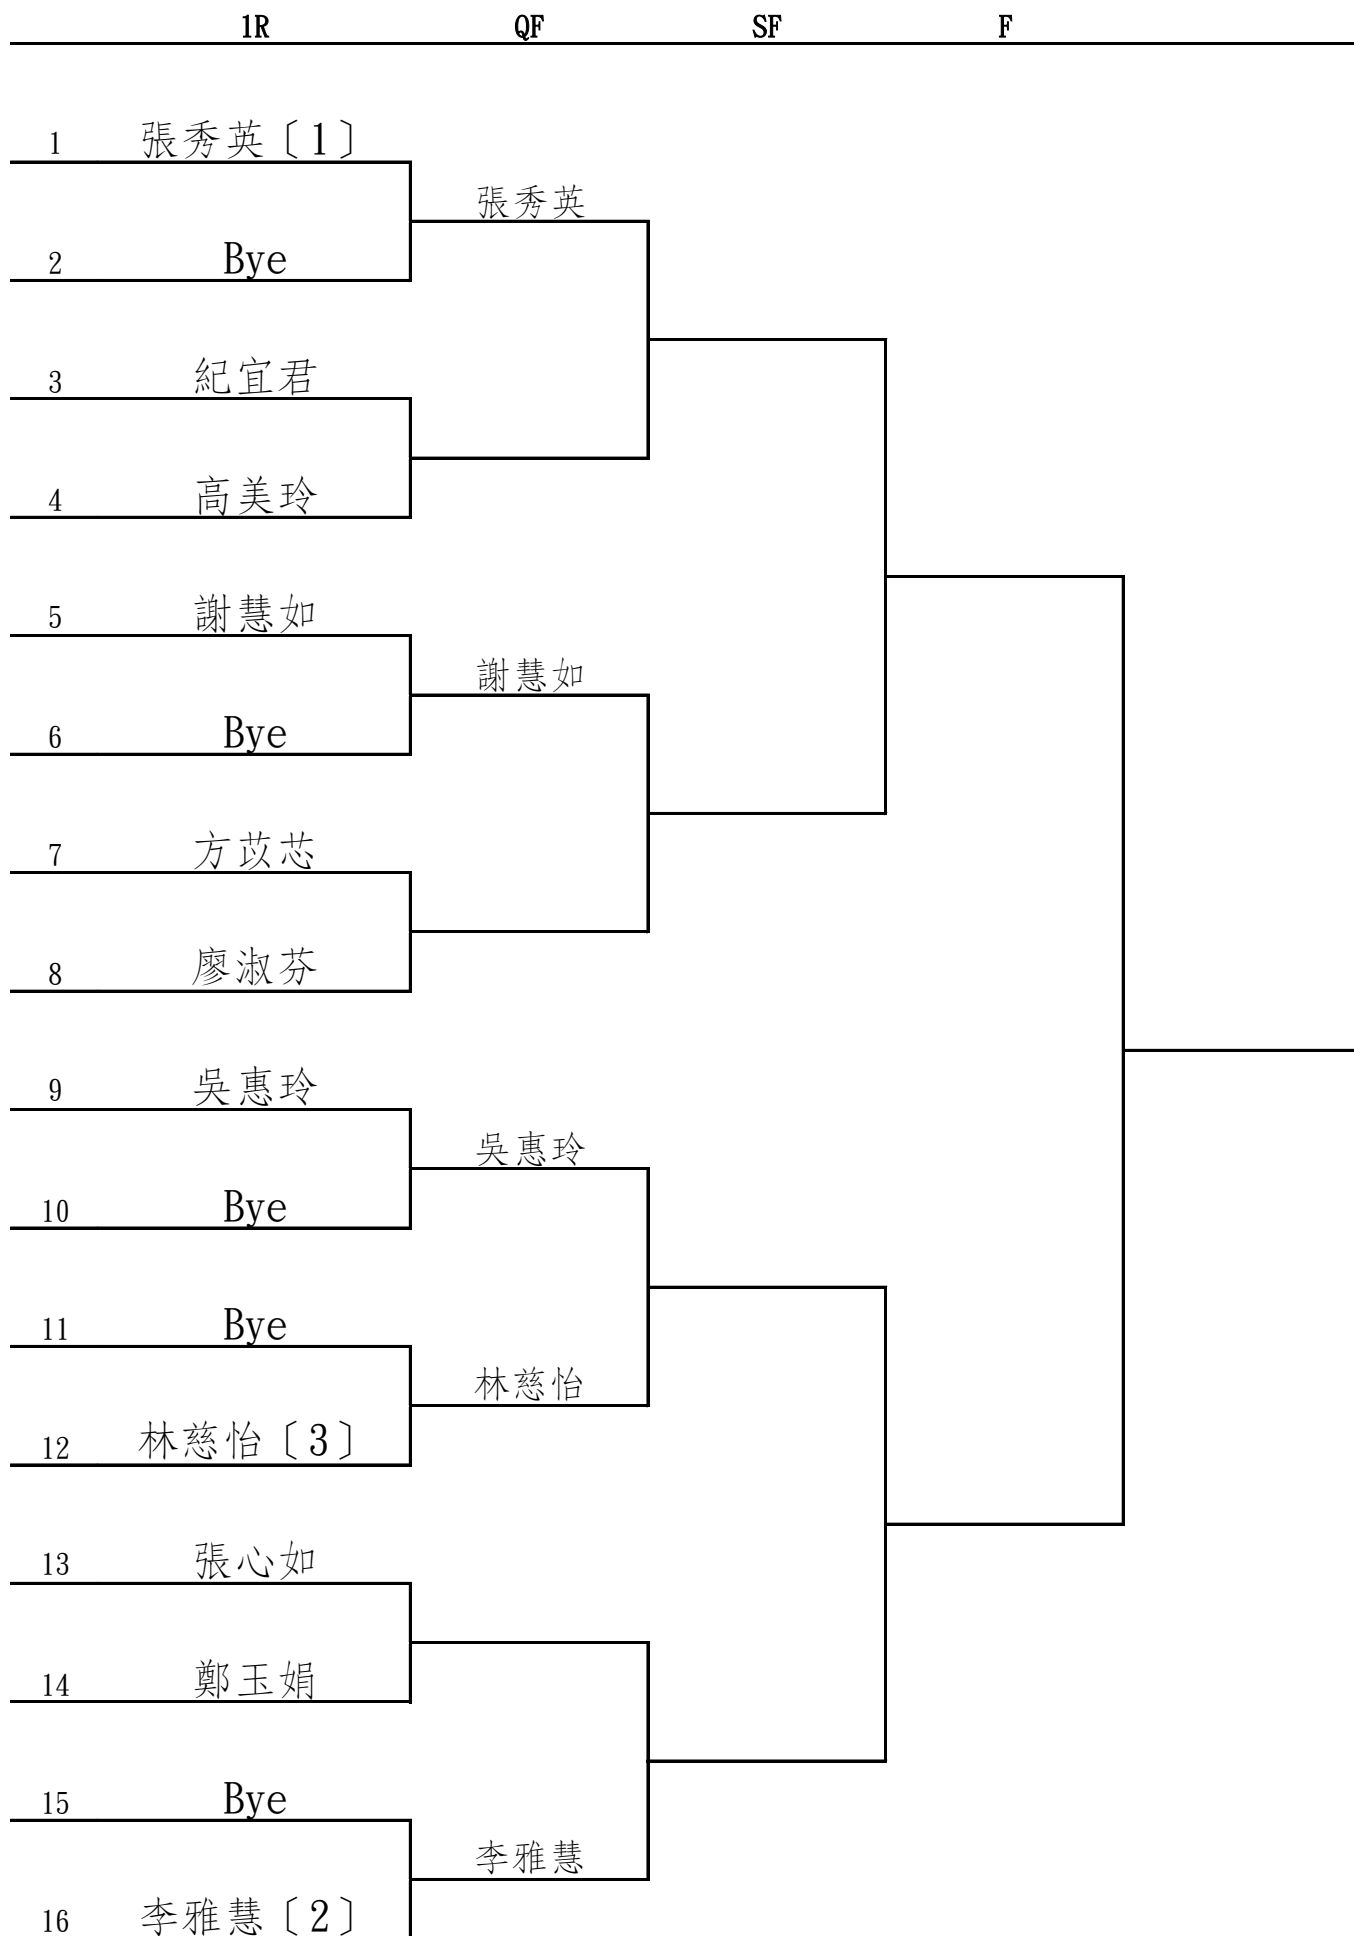 1R QF SF F
1 張秀英〔1〕
張秀英
2 Bye
3 紀宜君
4 高美玲
5 謝慧如
謝慧如
6 Bye
7 方苡芯
8 廖淑芬
9 吳惠玲
吳惠玲
10 Bye
11 Bye
林慈怡
12 林慈怡〔3〕
13 張心如
14 鄭玉娟
15 Bye
李雅慧
16 李雅慧〔2〕